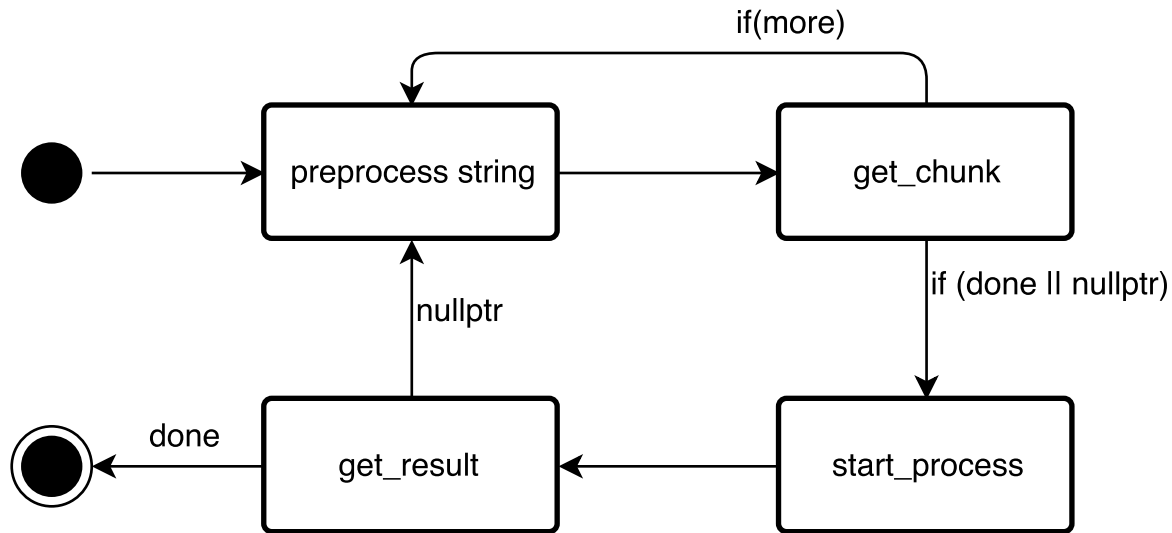 if(more)
preprocess string
get_chunk
if (done || nullptr)
nullptr
done
get_result
start_process